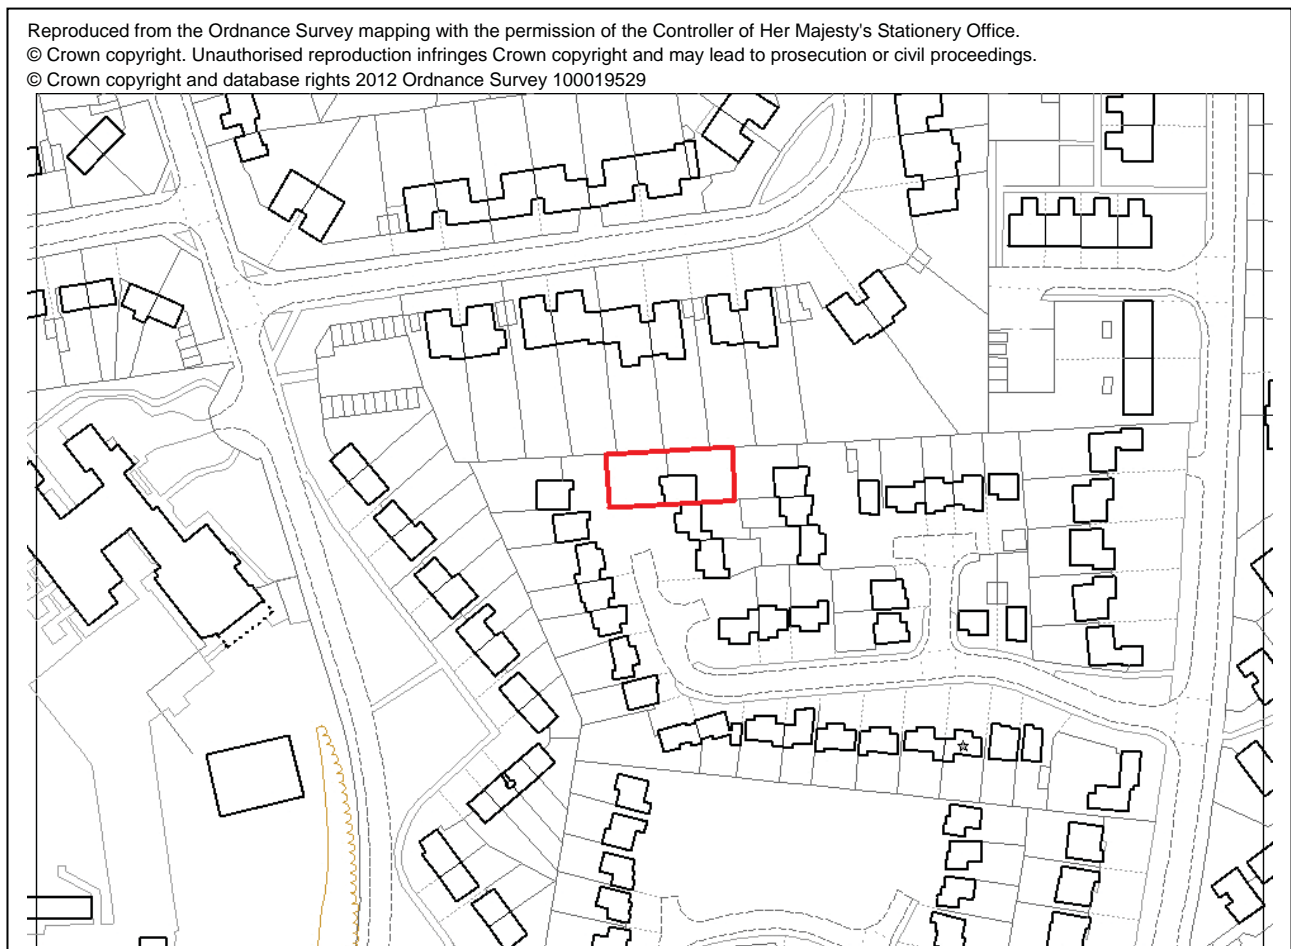 Reproduced from the Ordnance Survey mapping with the permission of the Controller of Her Majesty's Stationery Office.
© Crown copyright. Unauthorised reproduction infringes Crown copyright and may lead to prosecution or civil proceedings.
© Crown copyright and database rights 2012 Ordnance Survey 100019529